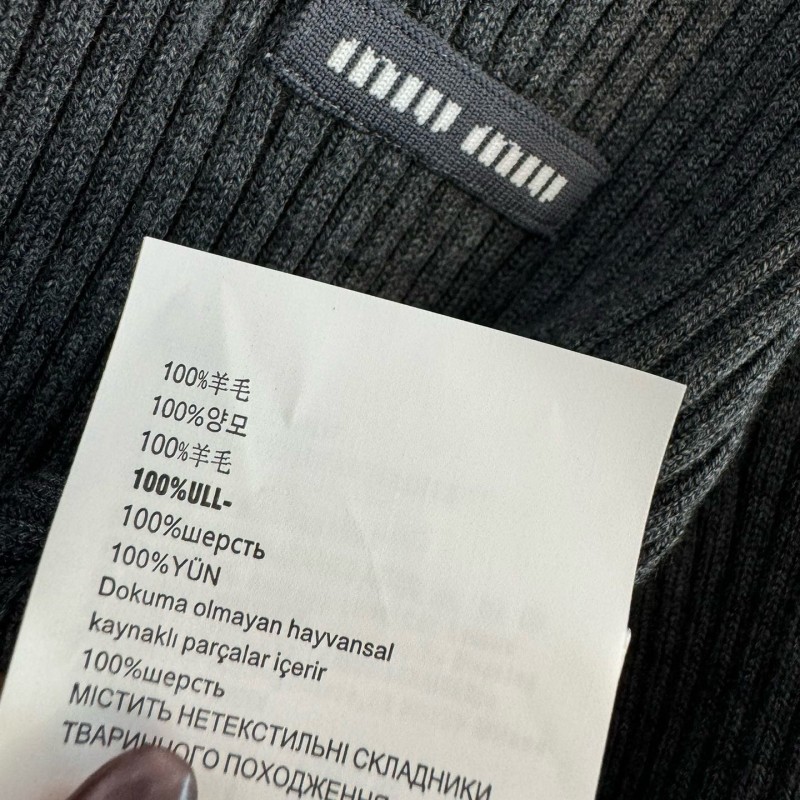 miu miu
100%羊毛
100%양모
100%羊毛
100%ULL-
100%шерсть
100%YÜN
Dokuma olmayan hayvansal
kaynaklı parçalar içerir
100%шерсть
МІСТИТЬ НЕТЕКСТИЛЬНІ СКЛАДНИКИ
ТВАРИННОГО ПОХОДЖЕННЯ